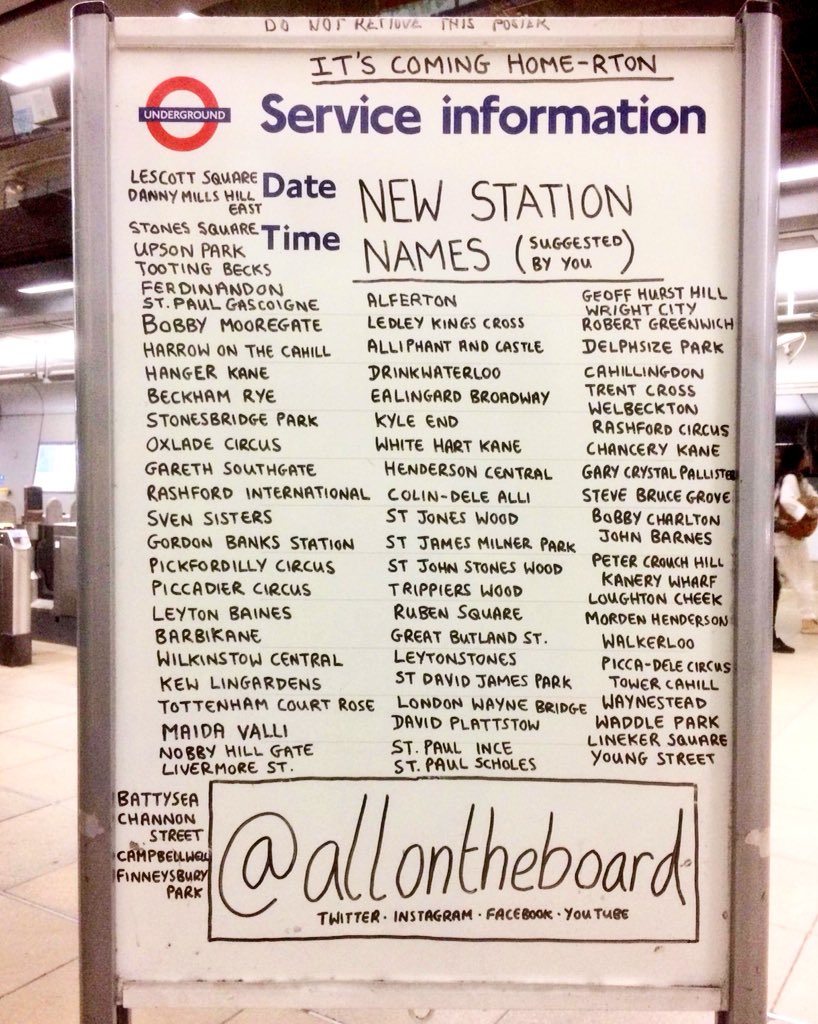 DO NOT REMOVE THIS POSTER
IT'S COMING HOME-RTON
UNDERGROUND
Service information
Date
Time
NEW STATION
NAMES (SUGGESTED BY YOU)
LESCOTT SQUARE
DANNY MILLS HILL
EAST
STONES SQUARE
UPSON PARK
TOOTING BECKS
FERDINANDON
ST. PAUL GASCOIGNE
BOBBY MOOREGATE
HARROW ON THE CAHILL
HANGER KANE
BECKHAM RYE
STONESBRIDGE PARK
OXLADE CIRCUS
GARETH SOUTHGATE
RASHFORD INTERNATIONAL
SVEN SISTERS
GORDON BANKS STATION
PICKFORDILLY CIRCUS
PICCADIER CIRCUS
LEYTON BAINES
BARBIKANE
WILKINSTOW CENTRAL
KEW LINGARDENS
TOTTENHAM COURT ROSE
MAIDA VALLI
NOBBY HILL GATE
LIVERMORE ST.
BATTYSEA
CHANNON
STREET
CAMPBELLWELL
FINNEYSBURY
PARK
ALFERTON
LEDLEY KINGS CROSS
ALLIPHANT AND CASTLE
DRINKWATERLOO
EALINGARD BROADWAY
KYLE END
WHITE HART KANE
HENDERSON CENTRAL
COLIN-DELE ALLI
ST JONES WOOD
ST JAMES MILNER PARK
ST JOHN STONES WOOD
TRIPPIERS WOOD
RUBEN SQUARE
GREAT BUTLAND ST.
LEYTONSTONES
ST DAVID JAMES PARK
LONDON WAYNE BRIDGE
DAVID PLATTSTOW
ST. PAUL INCE
ST. PAUL SCHOLES
GEOFF HURST HILL
WRIGHT CITY
ROBERT GREENWICH
DELPHSIZE PARK
CAHILLINGDON
TRENT CROSS
WELBECKTON
RASHFORD CIRCUS
CHANCERY KANE
GARY CRYSTAL PALLISTER
STEVE BRUCE GROVE
BOBBY CHARLTON
JOHN BARNES
PETER CROUCH HILL
KANERY WHARF
LOUGHTON CHEEK
MORDEN HENDERSON
WALKERLOO
PICCA-DELE CIRCUS
TOWER CAHILL
WAYNESTEAD
WADDLE PARK
LINEKER SQUARE
YOUNG STREET
@allontheboard
TWITTER · INSTAGRAM · FACEBOOK · YOUTUBE